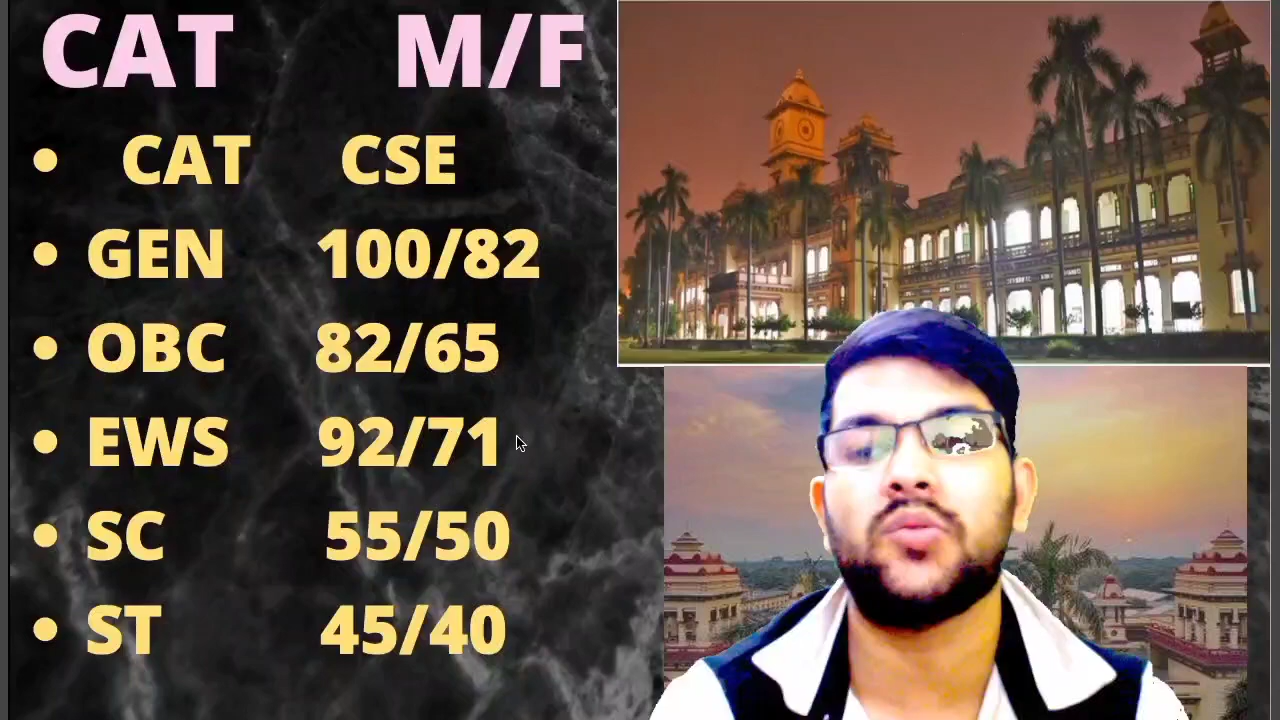 CAT M/F
• CAT CSE
• GEN 100/82
• OBC 82/65
• EWS 92/71
• SC 55/50
• ST 45/40